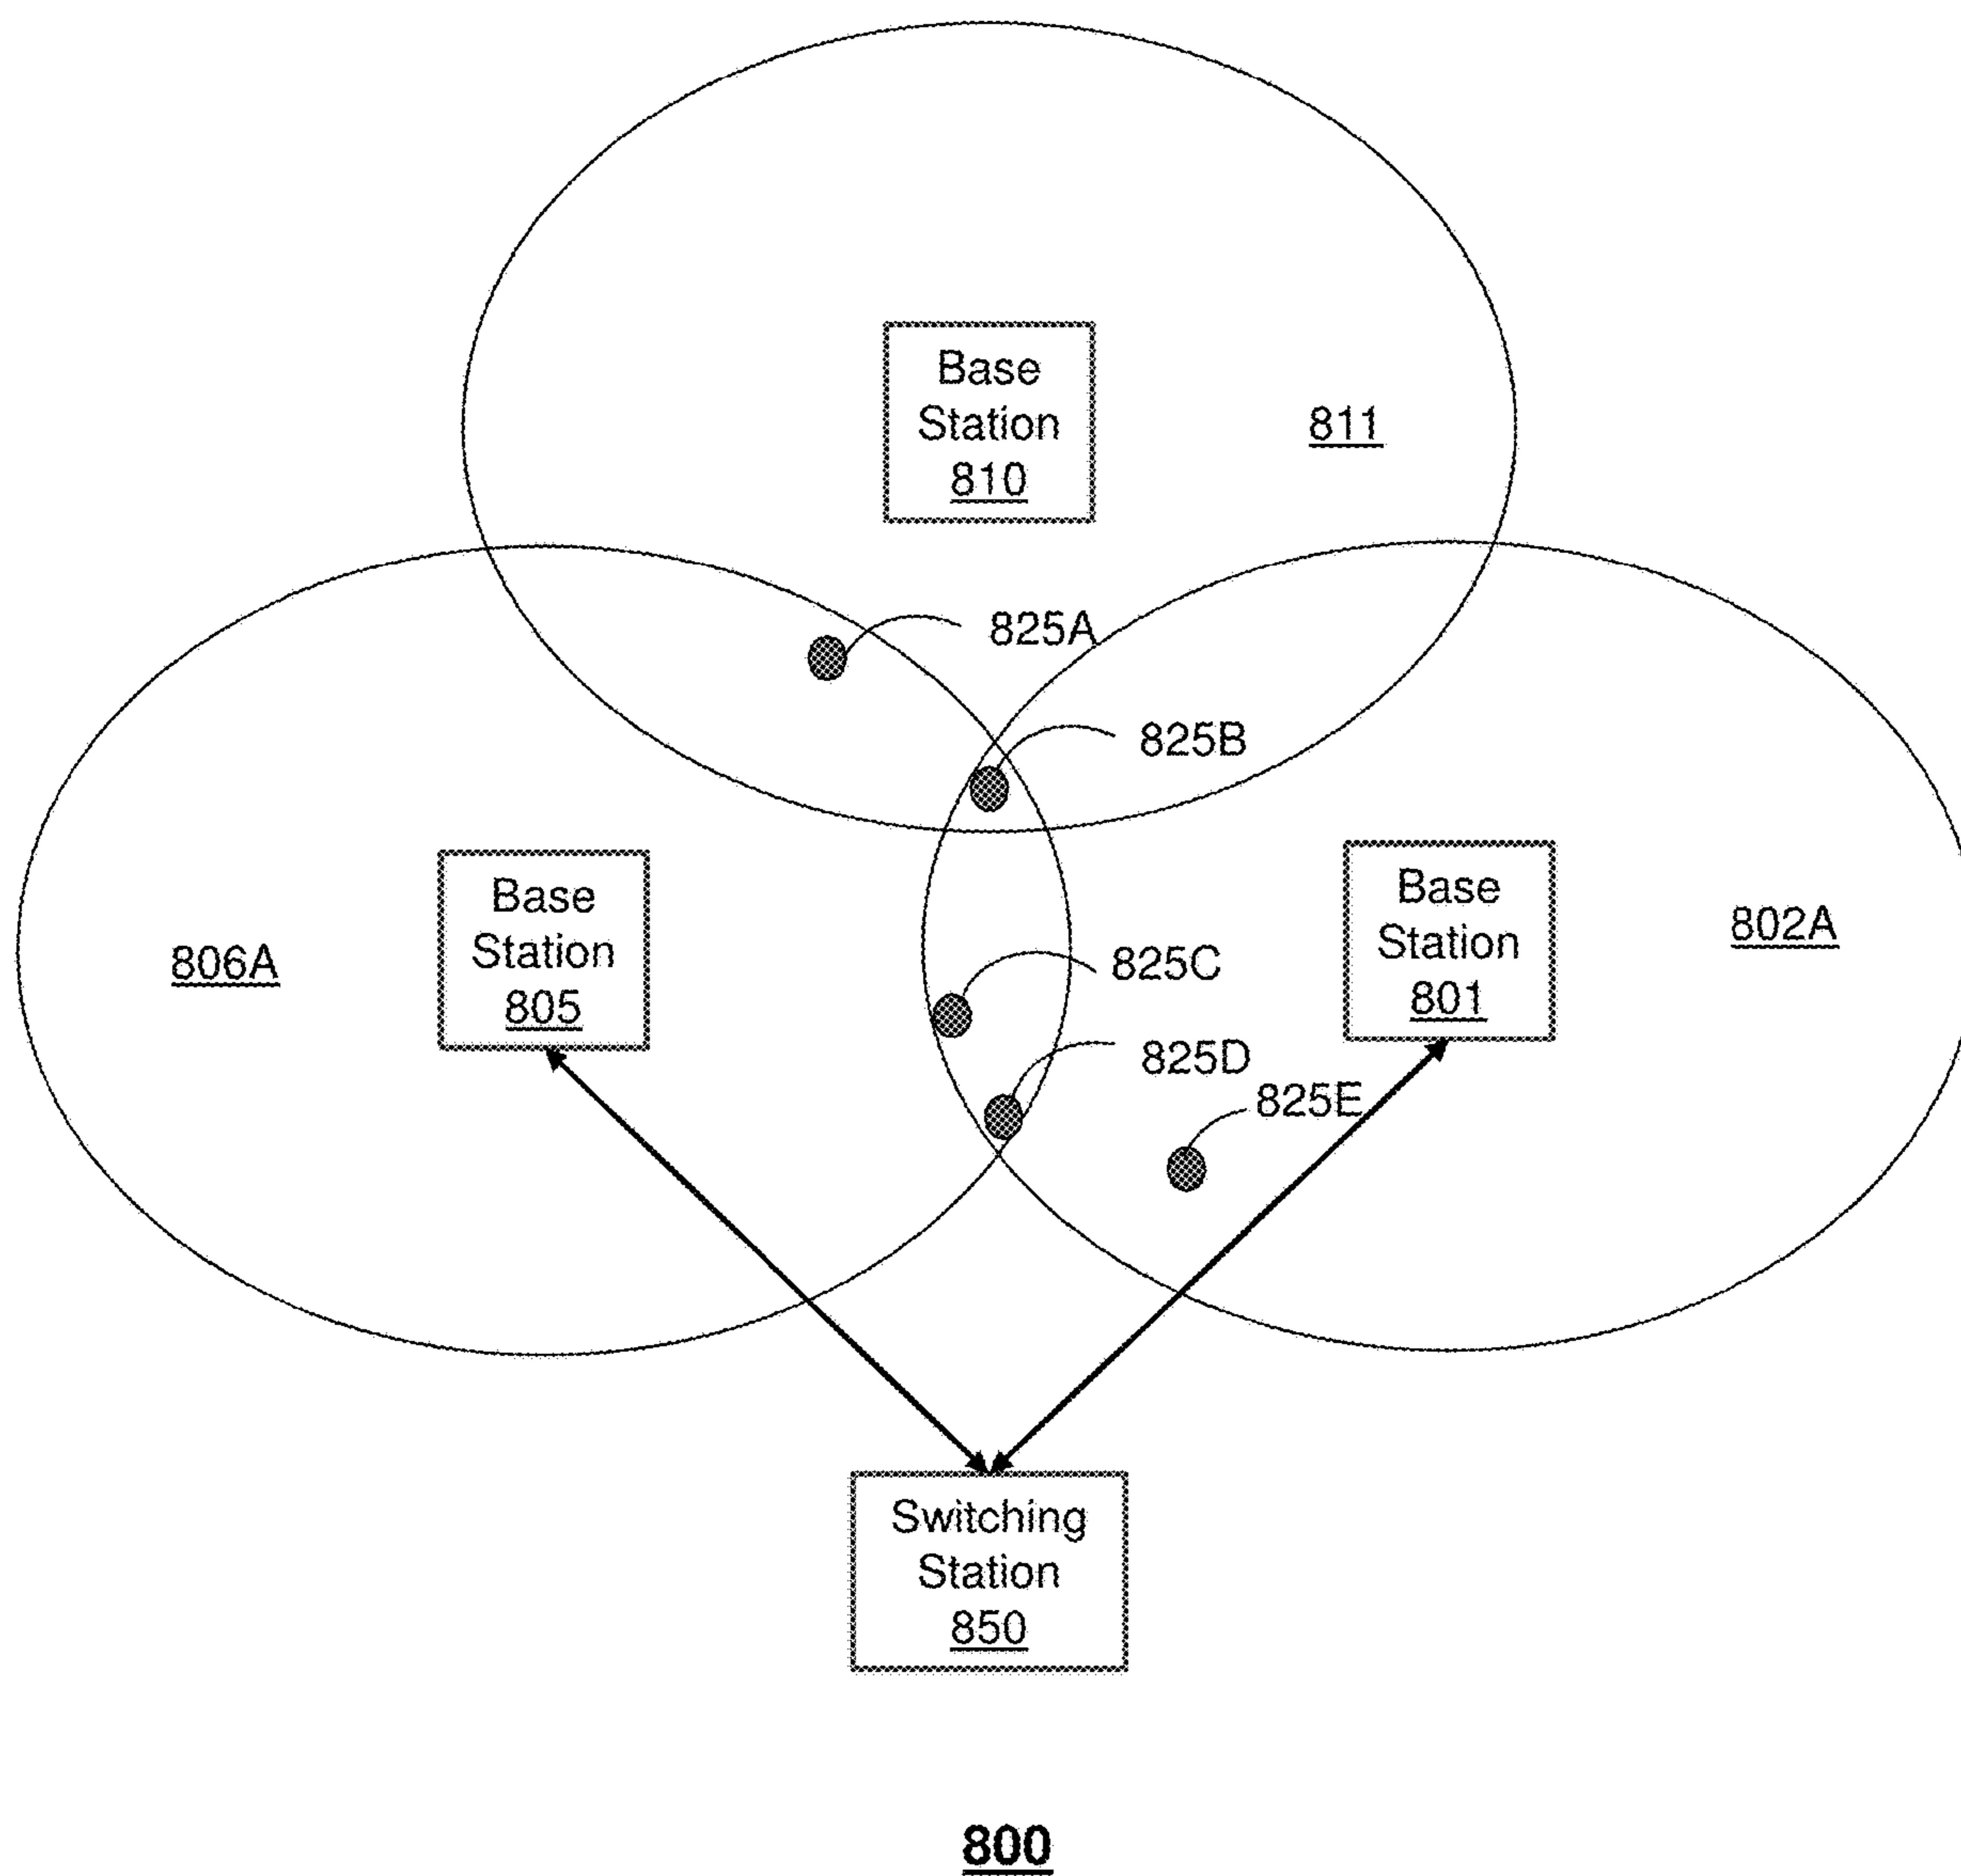 Base
Station
810
811
825A
825B
Base
Station
805
806A
Base
Station
801
802A
825C
825D
825E
Switching
Station
850
800